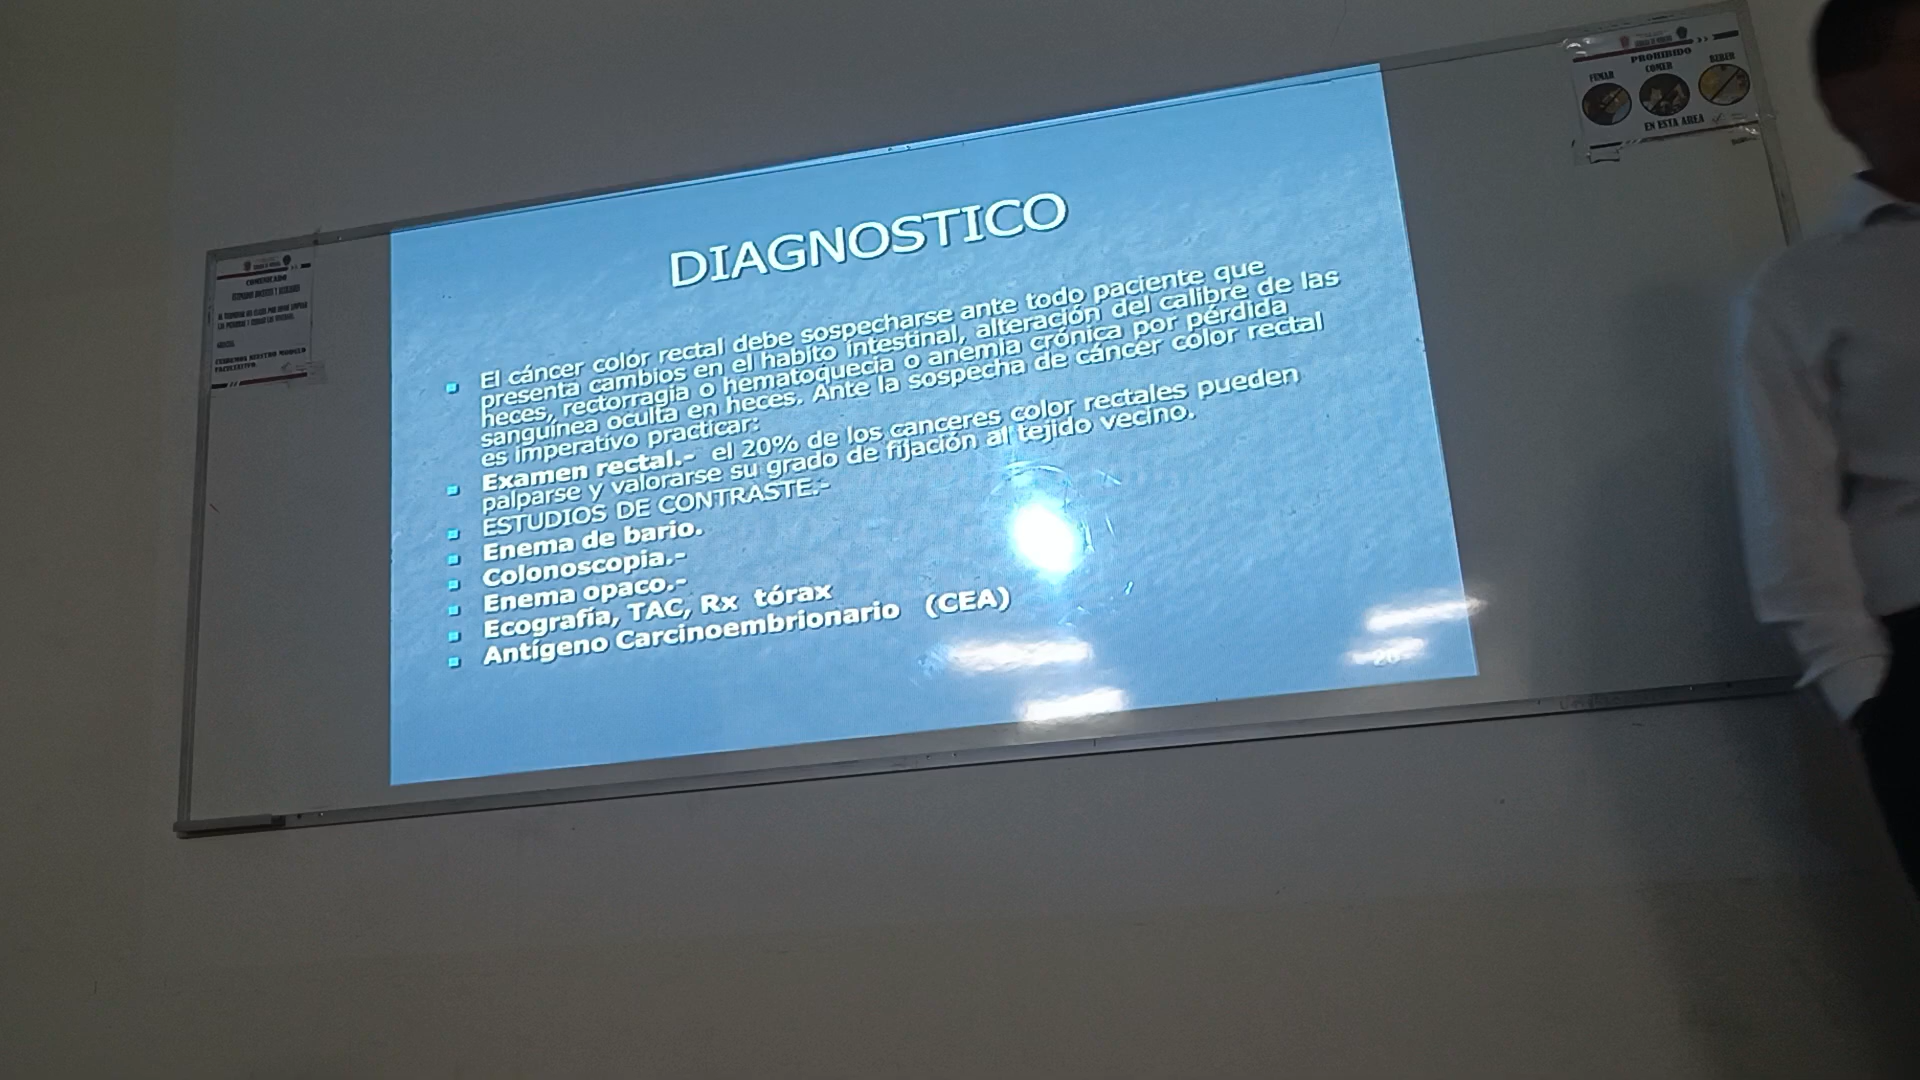 DIAGNOSTICO
El cáncer color rectal debe sospecharse ante todo paciente que
presenta cambios en el habito intestinal, alteración del calibre de las
heces, rectorragia o hematoquecia o anemia crónica por pérdida
sanguínea oculta en heces. Ante la sospecha de cáncer color rectal
es imperativo practicar:
Examen rectal.- el 20% de los canceres color rectales pueden
palparse y valorarse su grado de fijación al tejido vecino.
ESTUDIOS DE CONTRASTE.-
Enema de bario.
Colonoscopia.-
Enema opaco.-
Ecografía, TAC, Rx tórax
Antígeno Carcinoembrionario (CEA)
20
PROHIBIDO
FUMAR COMER BEBER
EN ESTA AREA
COMUNICADO